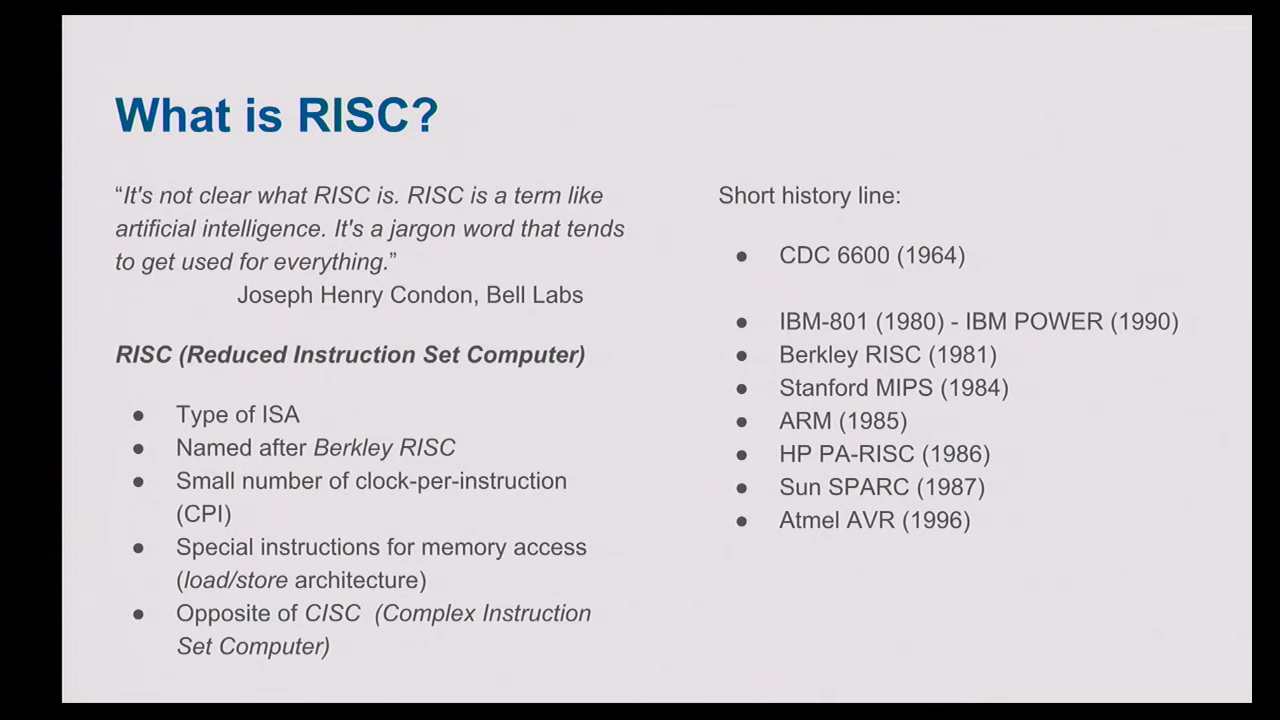 What is RISC?
“It's not clear what RISC is. RISC is a term like
artificial intelligence. It's a jargon word that tends
to get used for everything.”
Joseph Henry Condon, Bell Labs
RISC (Reduced Instruction Set Computer)
● Type of ISA
● Named after Berkley RISC
● Small number of clock-per-instruction
(CPI)
● Special instructions for memory access
(load/store architecture)
● Opposite of CISC (Complex Instruction
Set Computer)
Short history line:
● CDC 6600 (1964)
● IBM-801 (1980) - IBM POWER (1990)
● Berkley RISC (1981)
● Stanford MIPS (1984)
● ARM (1985)
● HP PA-RISC (1986)
● Sun SPARC (1987)
● Atmel AVR (1996)